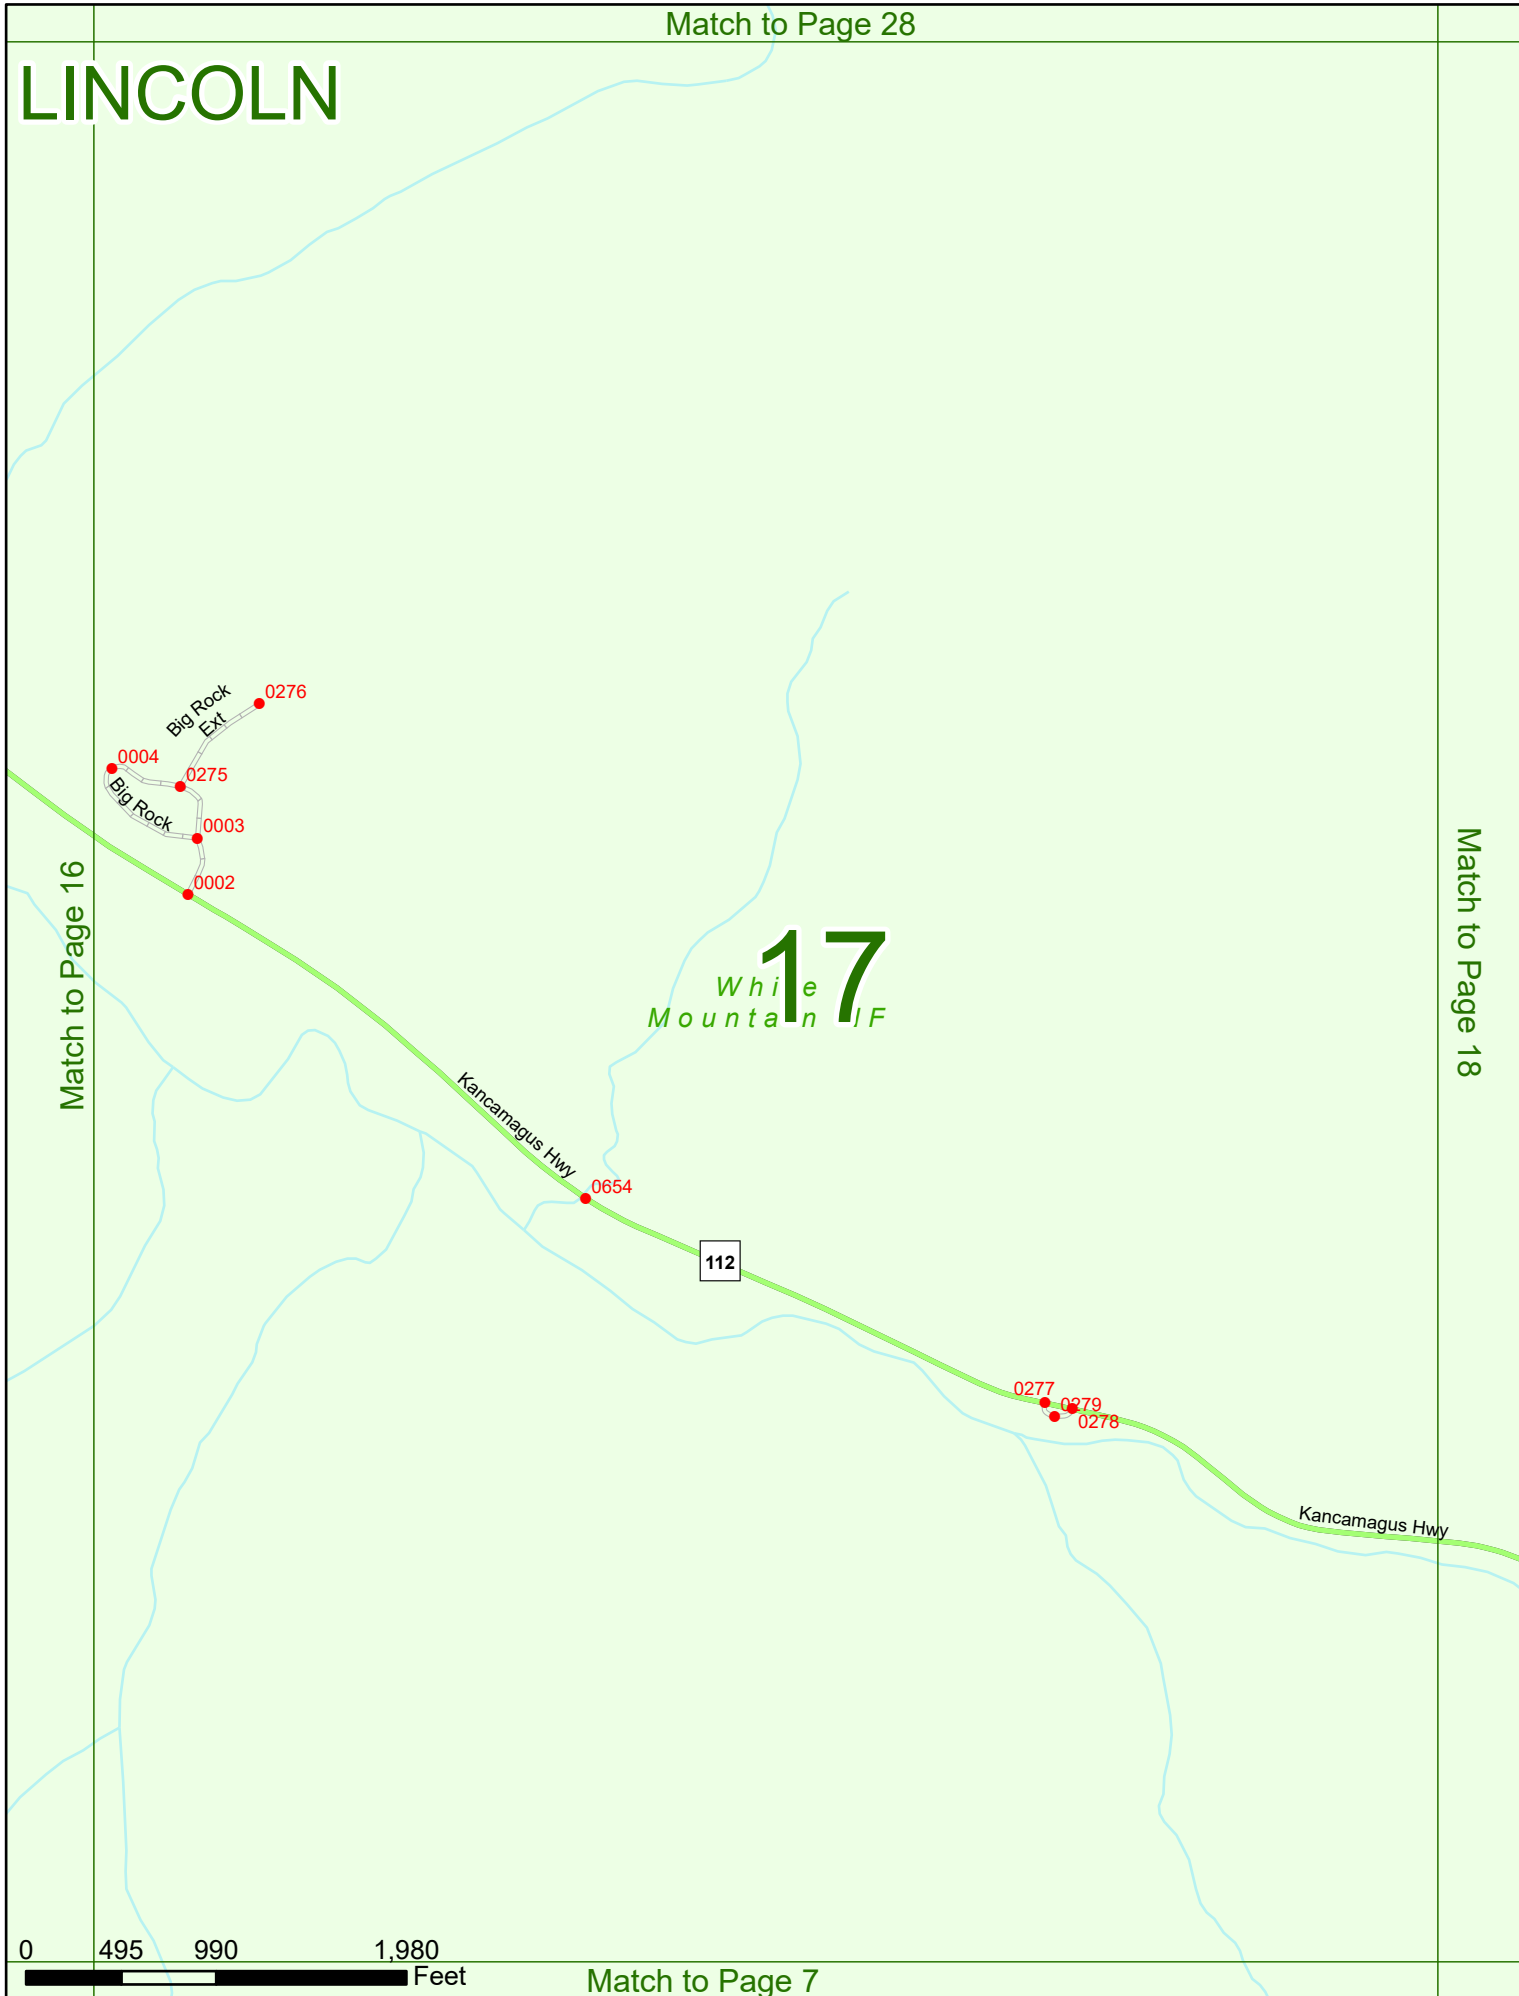 Match to Page 28
LINCOLN
Big Rock
Ext
0276
0004
0275
Big Rock
0003
0002
Match to Page 16
Match to Page 18
17
Mountain
Kancamagus Hwy
0654
112
0277
0279
0278
Kancamagus Hwy
0
495
990
1,980
Feet
Match to Page 7